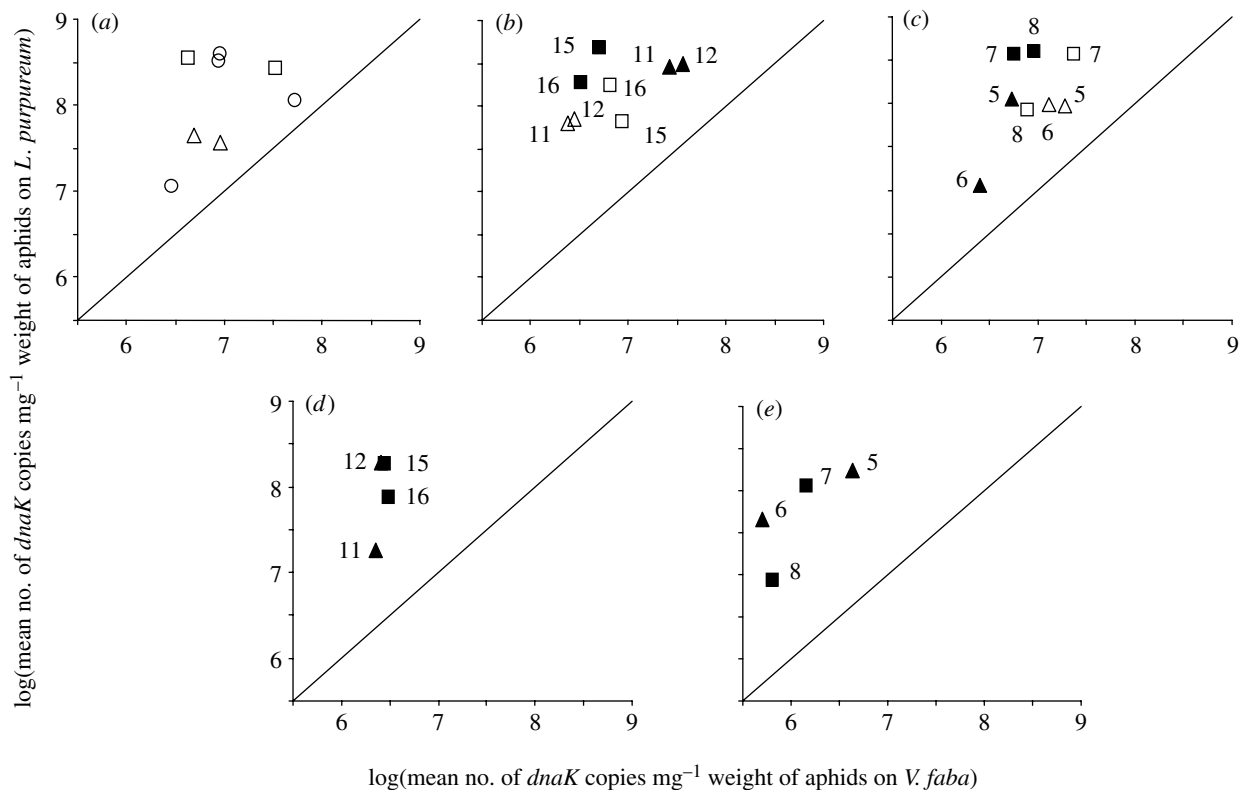 log(mean no. of dnaK copies mg⁻¹ weight of aphids on L. purpureum)
(a)
9
8
7
6
6 7 8 9
(b)
15 11 12
16 16
12
11 15
6 7 8 9
(c)
8
7 7
5 5
8 6
6
6 7 8 9
(d)
9
8
7
6
12 15
16
11
6 7 8 9
(e)
7 5
6
8
6 7 8 9
log(mean no. of dnaK copies mg⁻¹ weight of aphids on V. faba)